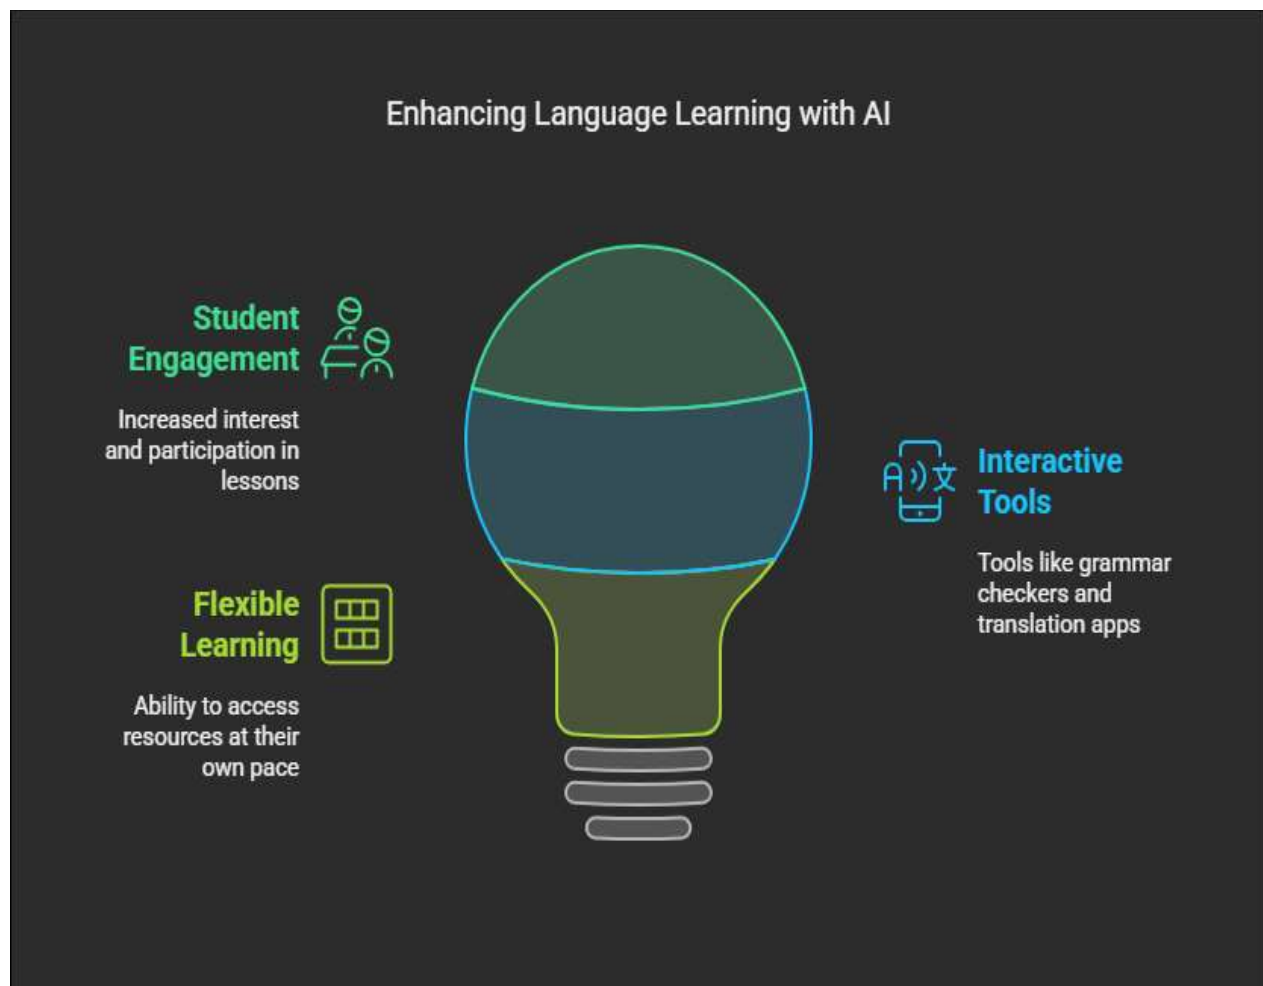 Enhancing Language Learning with AI
Student
Engagement
Increased interest
and participation in
lessons
Interactive
Tools
Tools like grammar
checkers and
translation apps
Flexible
Learning
Ability to access
resources at their
own pace